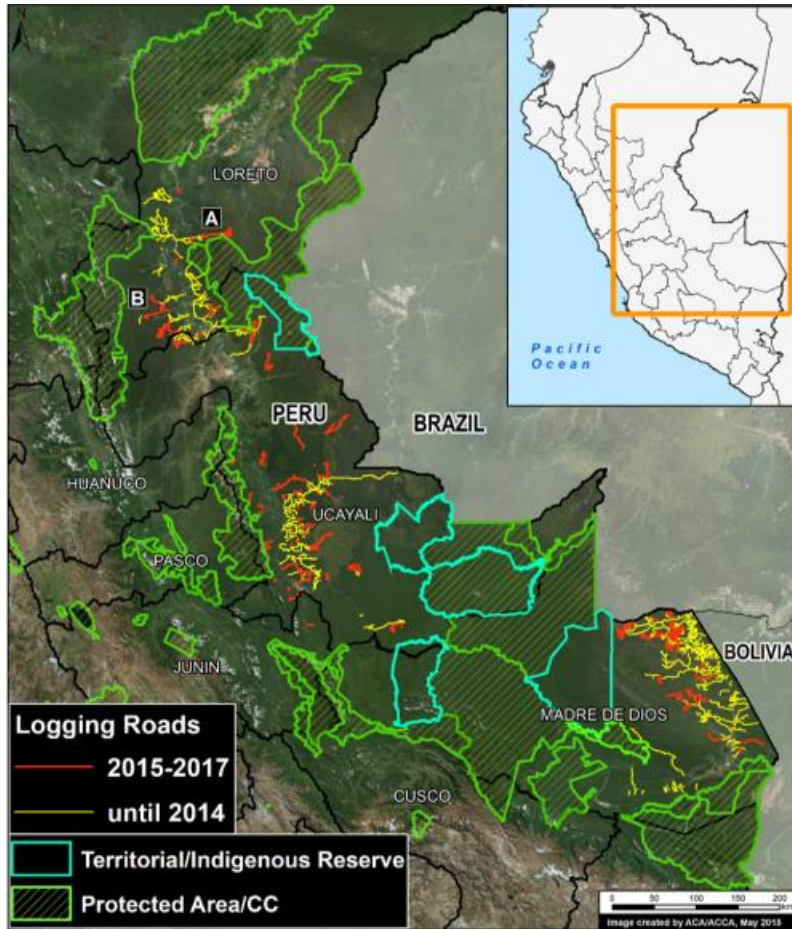 N
LORETO
A
B
Pacific
Ocean
PERU
BRAZIL
HUANUCO
UCAYALI
PASCO
JUNIN
BOLIVIA
MADRE DE DIOS
CUSCO
Logging Roads
2015-2017
until 2014
Territorial/Indigenous Reserve
Protected Area/CC
0 50 100 150 200
Km
Image created by ACA/ACCA, May 2018